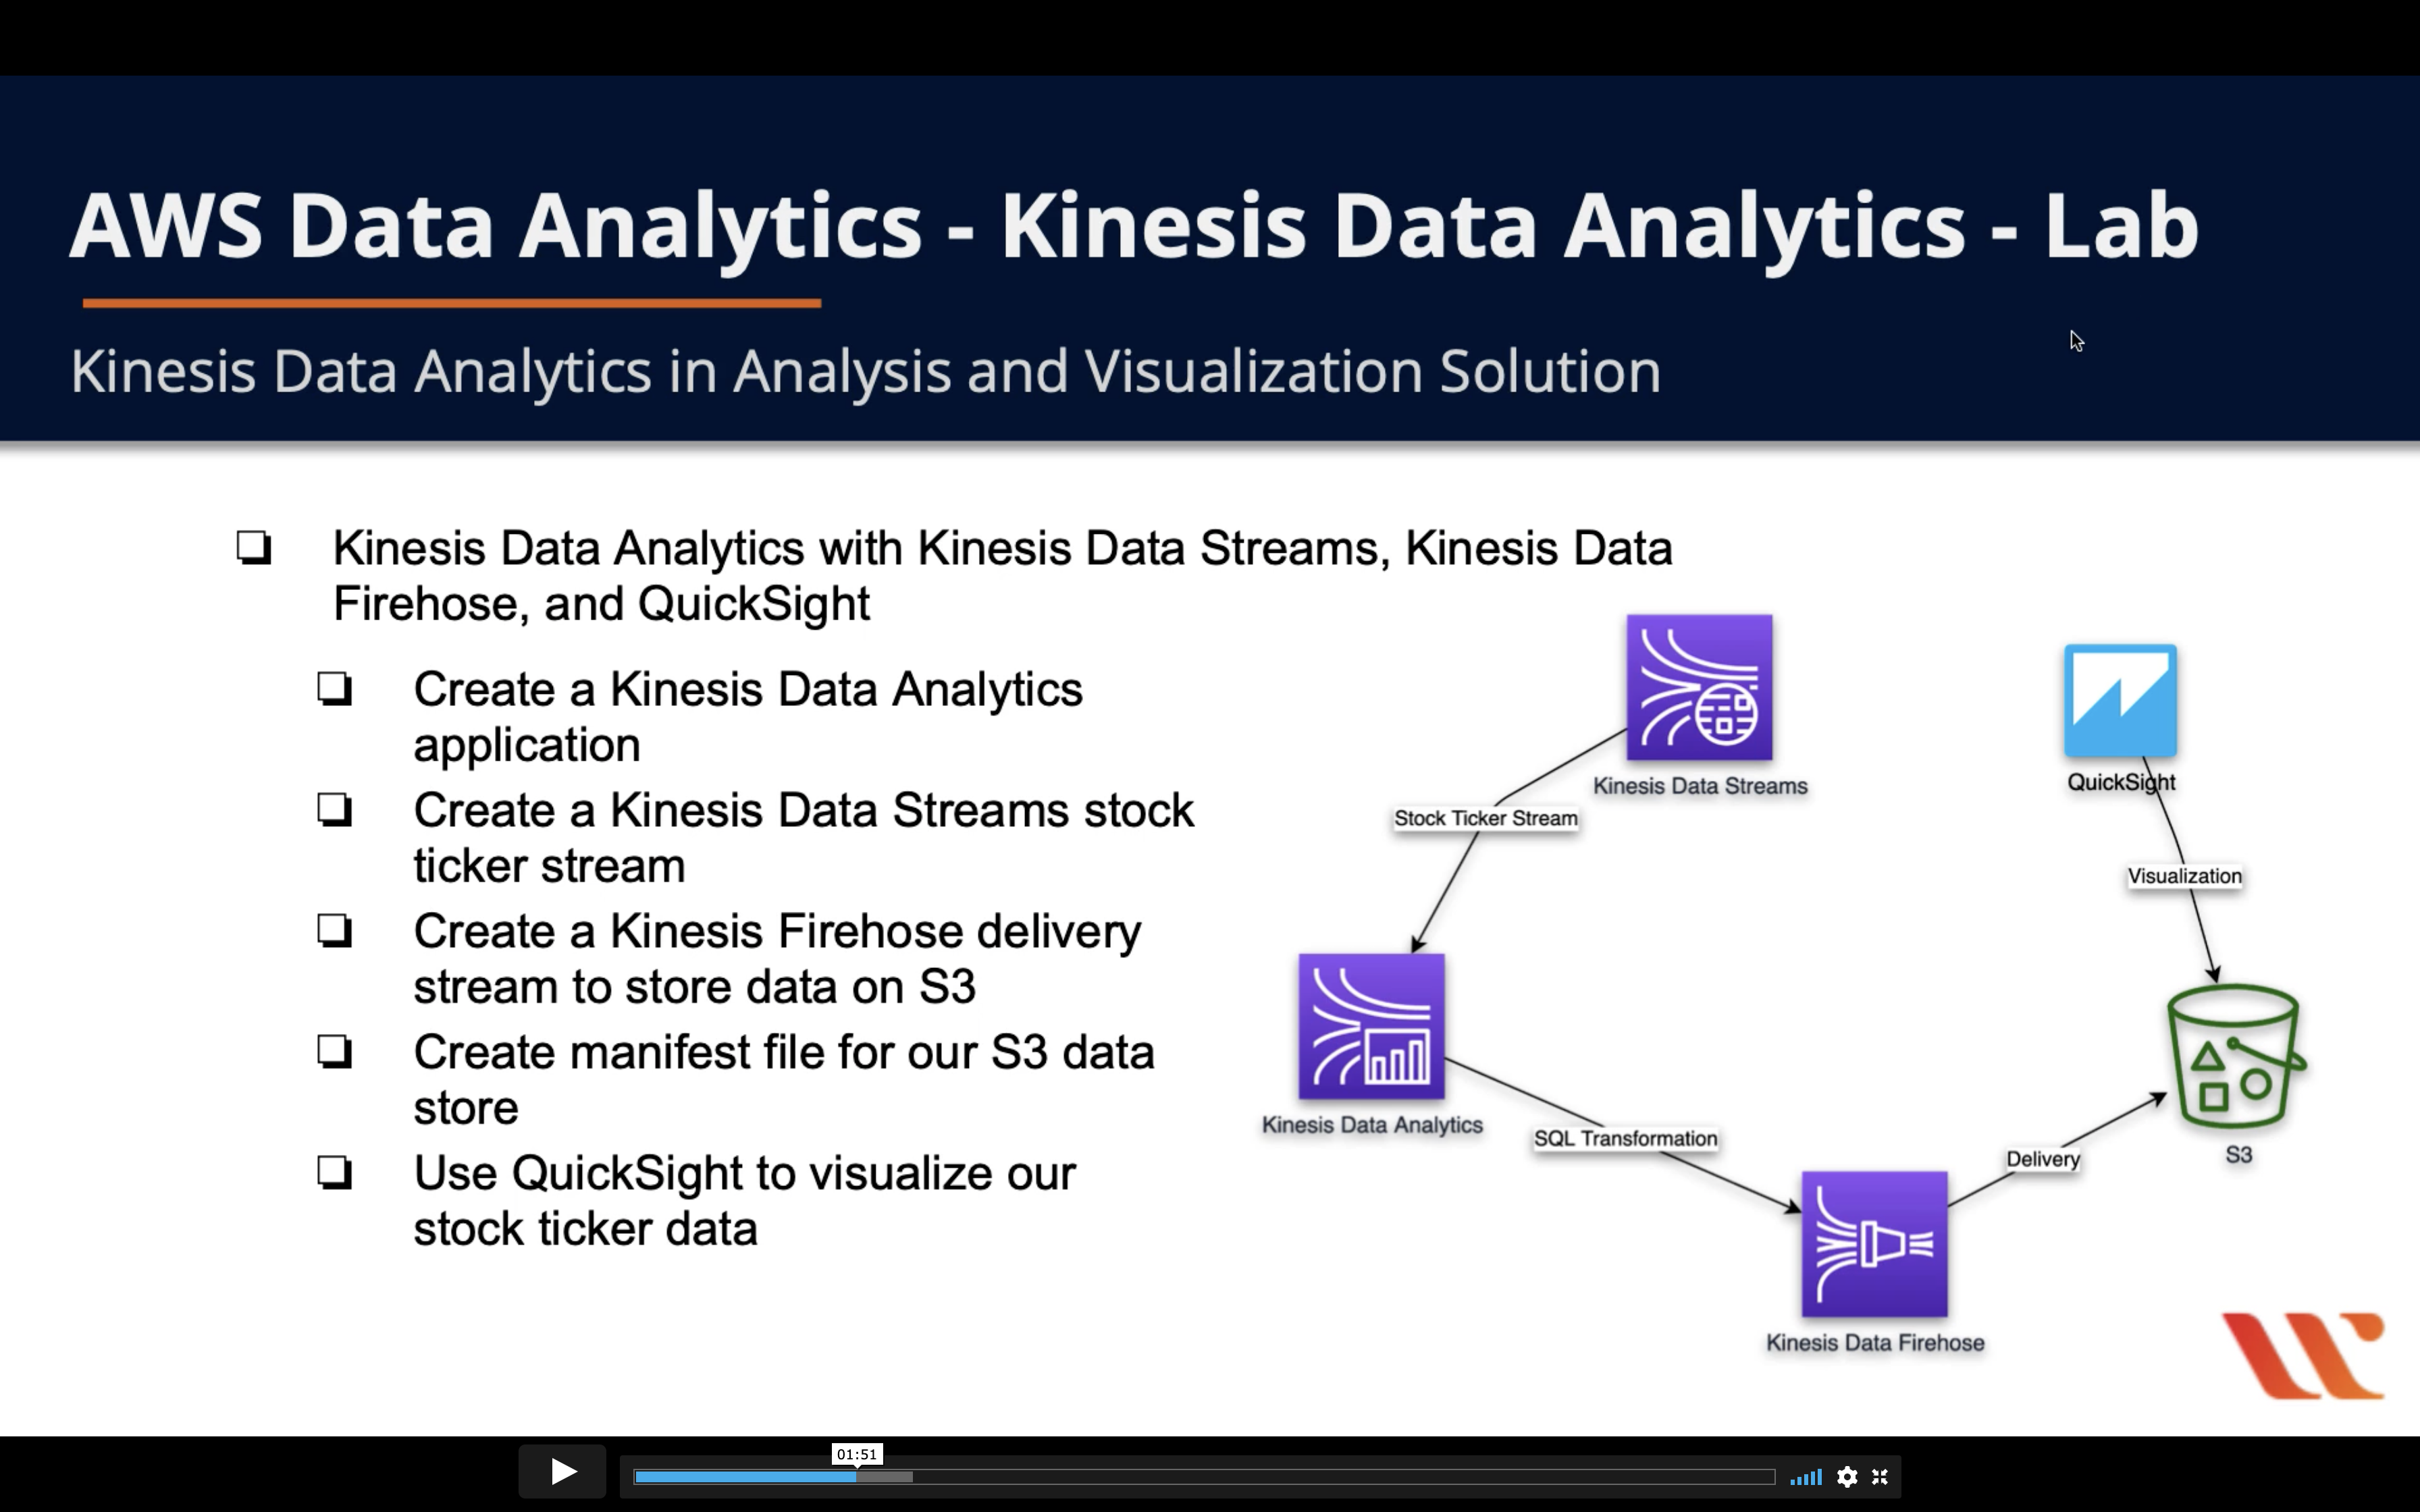 AWS Data Analytics - Kinesis Data Analytics - Lab
Kinesis Data Analytics in Analysis and Visualization Solution
Kinesis Data Analytics with Kinesis Data Streams, Kinesis Data
Firehose, and QuickSight
Create a Kinesis Data Analytics
application
Create a Kinesis Data Streams stock
ticker stream
Create a Kinesis Firehose delivery
stream to store data on S3
Create manifest file for our S3 data
store
Use QuickSight to visualize our
stock ticker data
Kinesis Data Streams
QuickSight
Stock Ticker Stream
Visualization
Kinesis Data Analytics
SQL Transformation
Delivery
S3
Kinesis Data Firehose
01:51